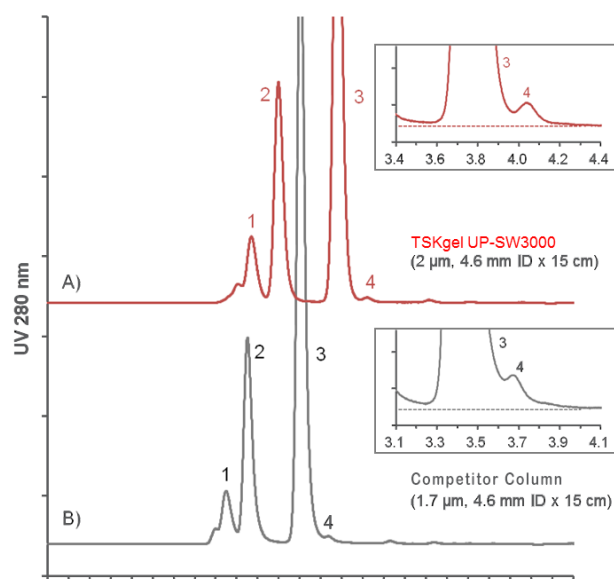 UV 280 nm
A)
1
2
3
4
3
4
3.4 3.6 3.8 4.0 4.2 4.4
TSKgel UP-SW3000
(2 µm, 4.6 mm ID x 15 cm)
B)
1
2
3
4
3
4
3.1 3.3 3.5 3.7 3.9 4.1
Competitor Column
(1.7 µm, 4.6 mm ID x 15 cm)